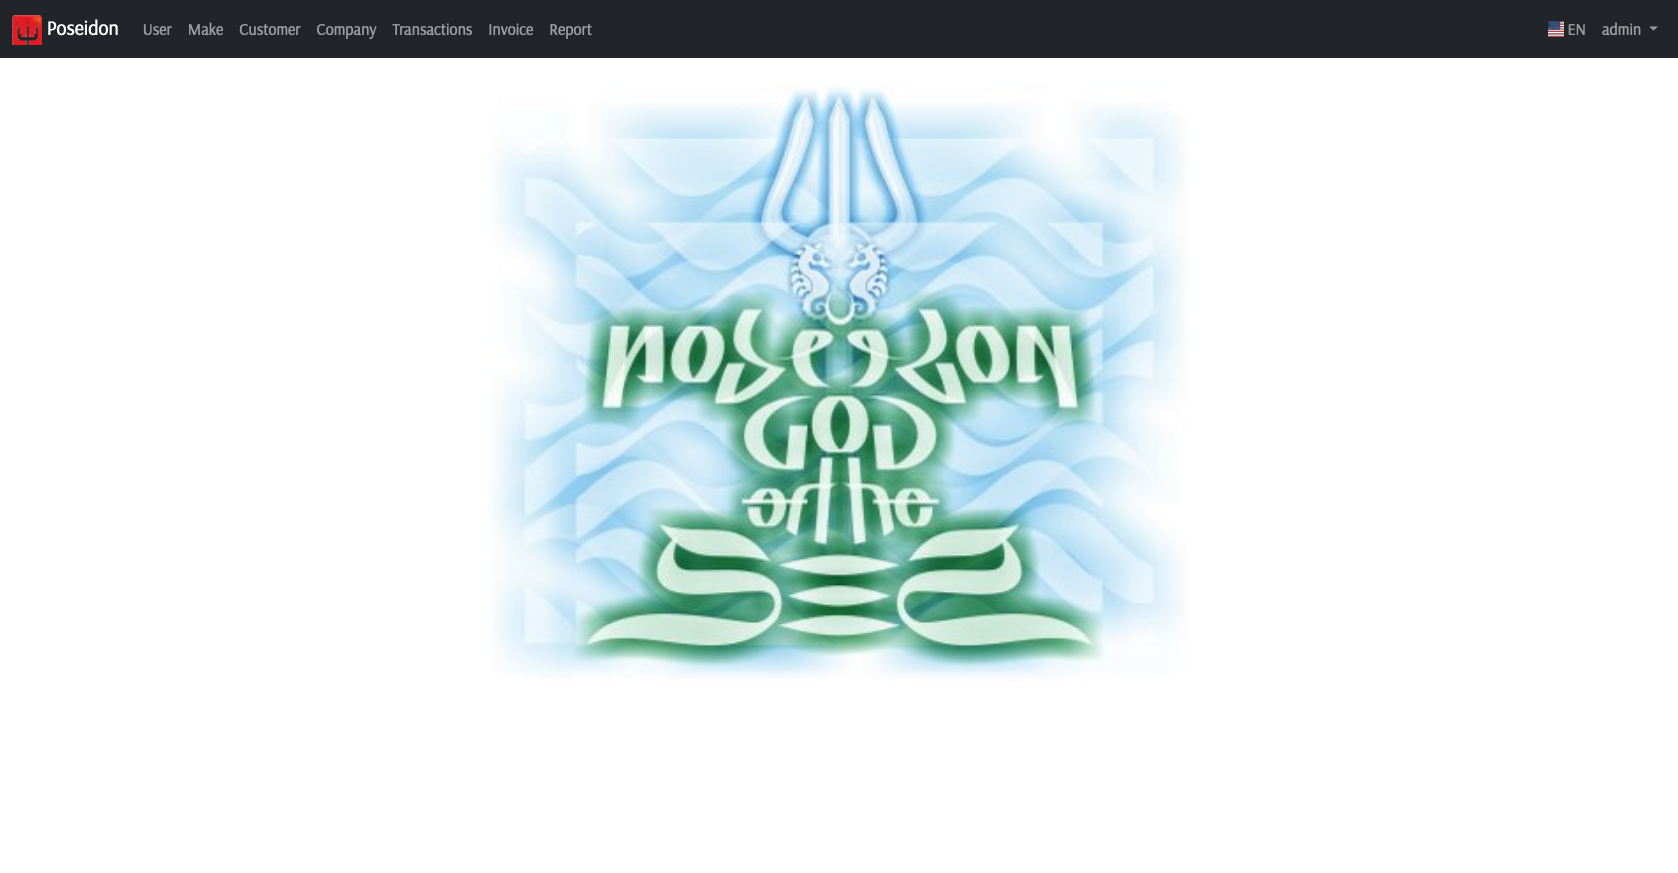 Poseidon User Make Customer Company Transactions Invoice Report EN admin
POSEIDON
GOD
OF THE
SEA